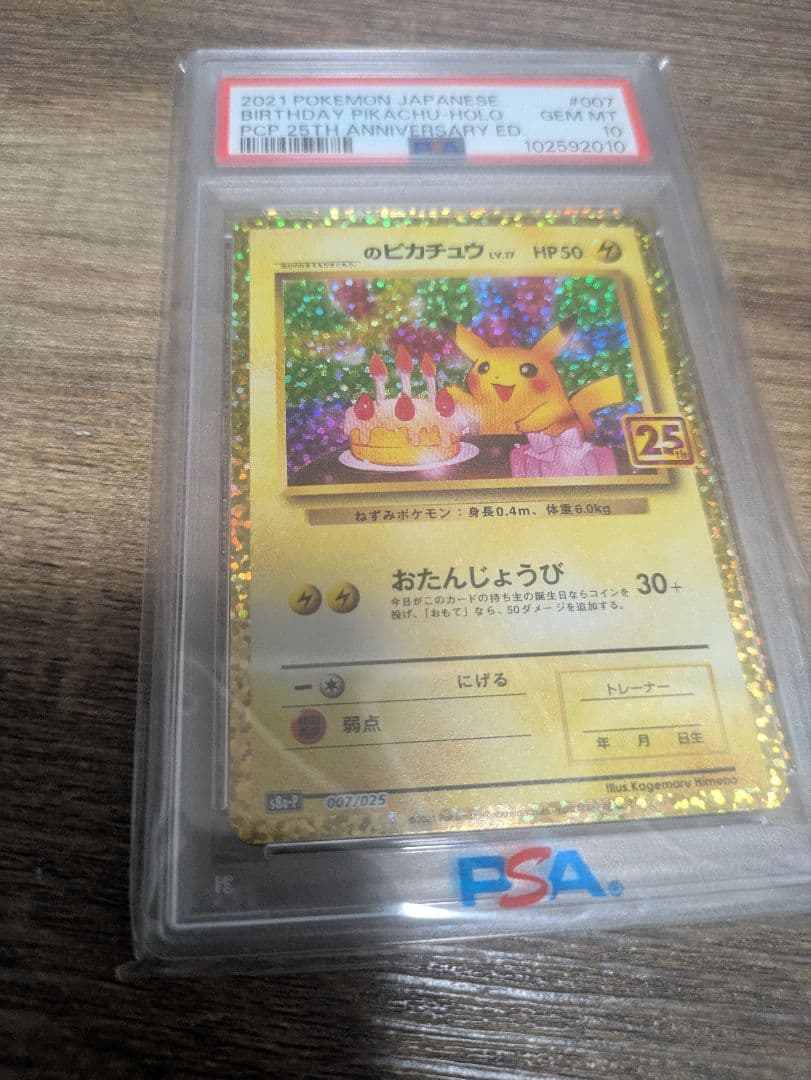 2021 POKEMON JAPANESE #007
BIRTHDAY PIKACHU-HOLO GEM MT
PCP 25TH ANNIVERSARY ED. 10
PSA 102592010
のピカチュウ LV.17 HP50
25th
ねずみポケモン:身長0.4m、体重6.0kg
おたんじょうび 30+
今日がこのカードの持ち主の誕生日ならコインを
投げ、「おもて」なら、50ダメージを追加する。
にげる
弱点
トレーナー
年 月 日生
Illus.Kagemaru Himeno
s8a-P 007/025
PSA®